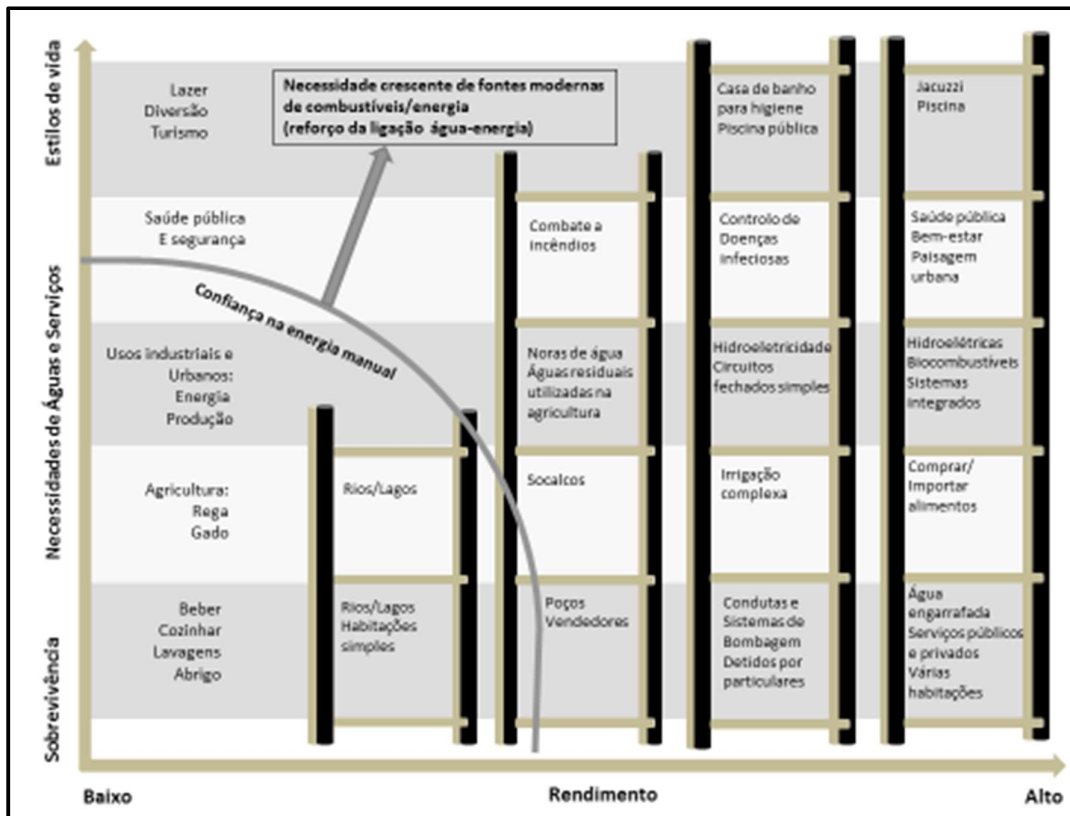 Estilos de vida
Necessidades de Águas e Serviços
Sobrevivência
Lazer
Diversão
Turismo
Necessidade crescente de fontes modernas
de combustíveis/energia
(reforço da ligação água-energia)
Casa de banho
para higiene
Piscina pública
Jacuzzi
Piscina
Saúde pública
E segurança
Combate a
incêndios
Controlo de
Doenças
infeciosas
Saúde pública
Bem-estar
Paisagem
urbana
Confiança na energia manual
Usos industriais e
Urbanos:
Energia
Produção
Noras de água
Águas residuais
utilizadas na
agricultura
Hidroeletricidade
Circuitos
fechados simples
Hidroelétricas
Biocombustíveis
Sistemas
integrados
Agricultura:
Rega
Gado
Rios/Lagos
Socalcos
Irrigação
complexa
Comprar/
Importar
alimentos
Beber
Cozinhar
Lavagens
Abrigo
Rios/Lagos
Habitações
simples
Poços
Vendedores
Condutas e
Sistemas de
Bombagem
Detidos por
particulares
Água
engarrafada
Serviços públicos
e privados
Várias
habitações
Baixo
Rendimento
Alto